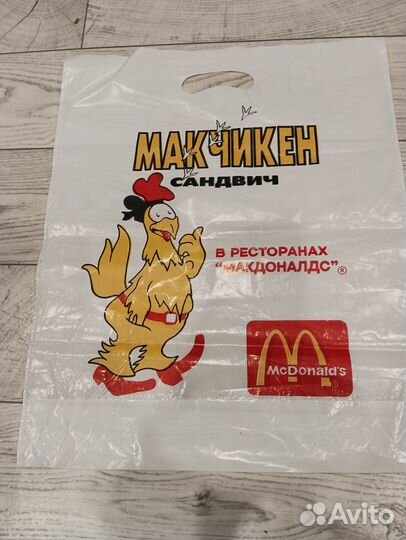 МАКЧИКЕН
САНДВИЧ
В РЕСТОРАНАХ
"МАКДОНАЛДС"®
McDonald's
Avito